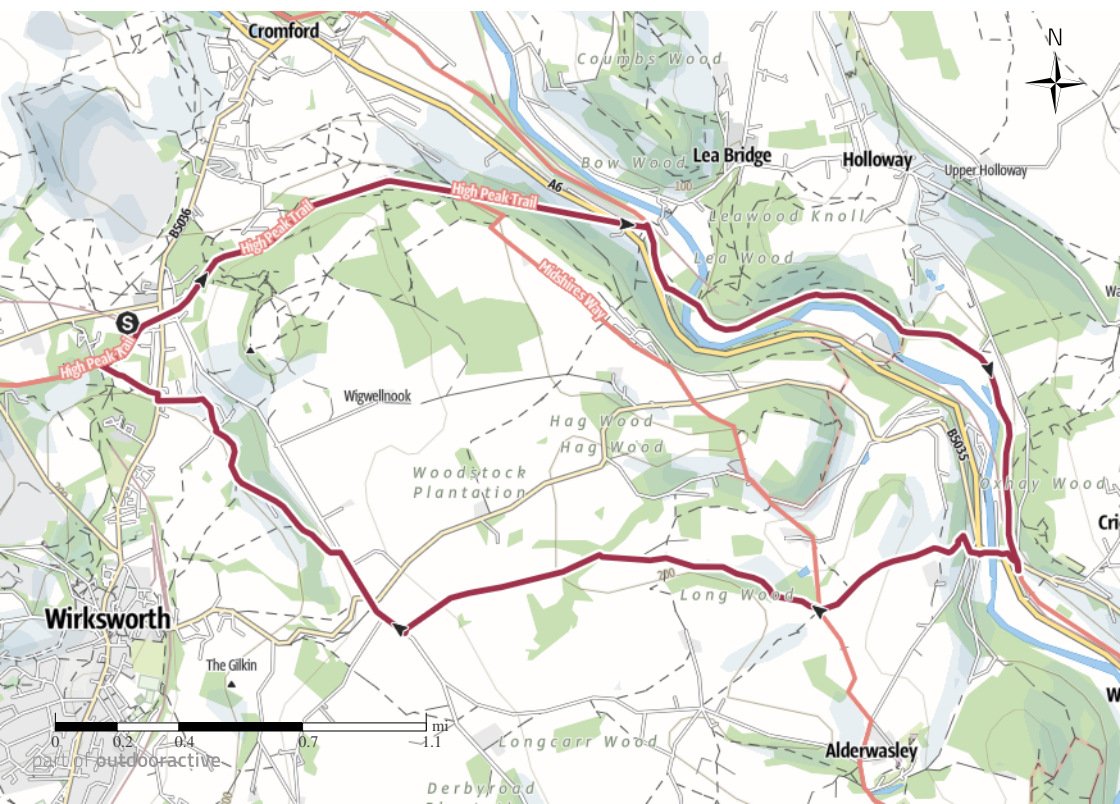 Cromford
N
Coumbs Wood
Bow Wood
Lea Bridge
Holloway
Upper Holloway
A6
100
High Peak Trail
Leawood Knoll
High Peak Trail
B5036
Lea Wood
Midshires Way
Wa
S
High Peak Trail
Wigwellnook
Hag Wood
Hag Wood
B5035
Woodstock
Plantation
Oxhay Wood
200
Cri
200
Long Wood
Wirksworth
The Gilkin
W
mi
0 0.2 0.4 0.7 1.1
Longcarr Wood
Alderwasley
part of outdooractive
Derbyroad